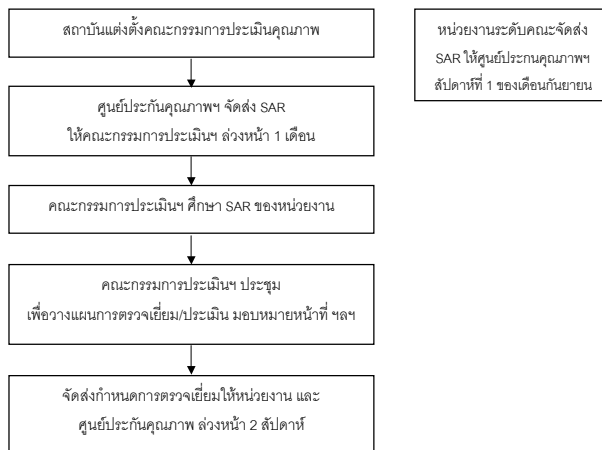 สถาบันแต่งตั้งคณะกรรมการประเมินคุณภาพ
หน่วยงานระดับคณะจัดส่ง
SAR ให้ศูนย์ประกนคุณภาพฯ
สัปดาห์ที่ 1 ของเดือนกันยายน
ศูนย์ประกันคุณภาพฯ จัดส่ง SAR
ให้คณะกรรมการประเมินฯ ล่วงหน้า 1 เดือน
คณะกรรมการประเมินฯ ศึกษา SAR ของหน่วยงาน
คณะกรรมการประเมินฯ ประชุม
เพื่อวางแผนการตรวจเยี่ยม/ประเมิน มอบหมายหน้าที่ ฯลฯ
จัดส่งกำหนดการตรวจเยี่ยมให้หน่วยงาน และ
ศูนย์ประกันคุณภาพ ล่วงหน้า 2 สัปดาห์